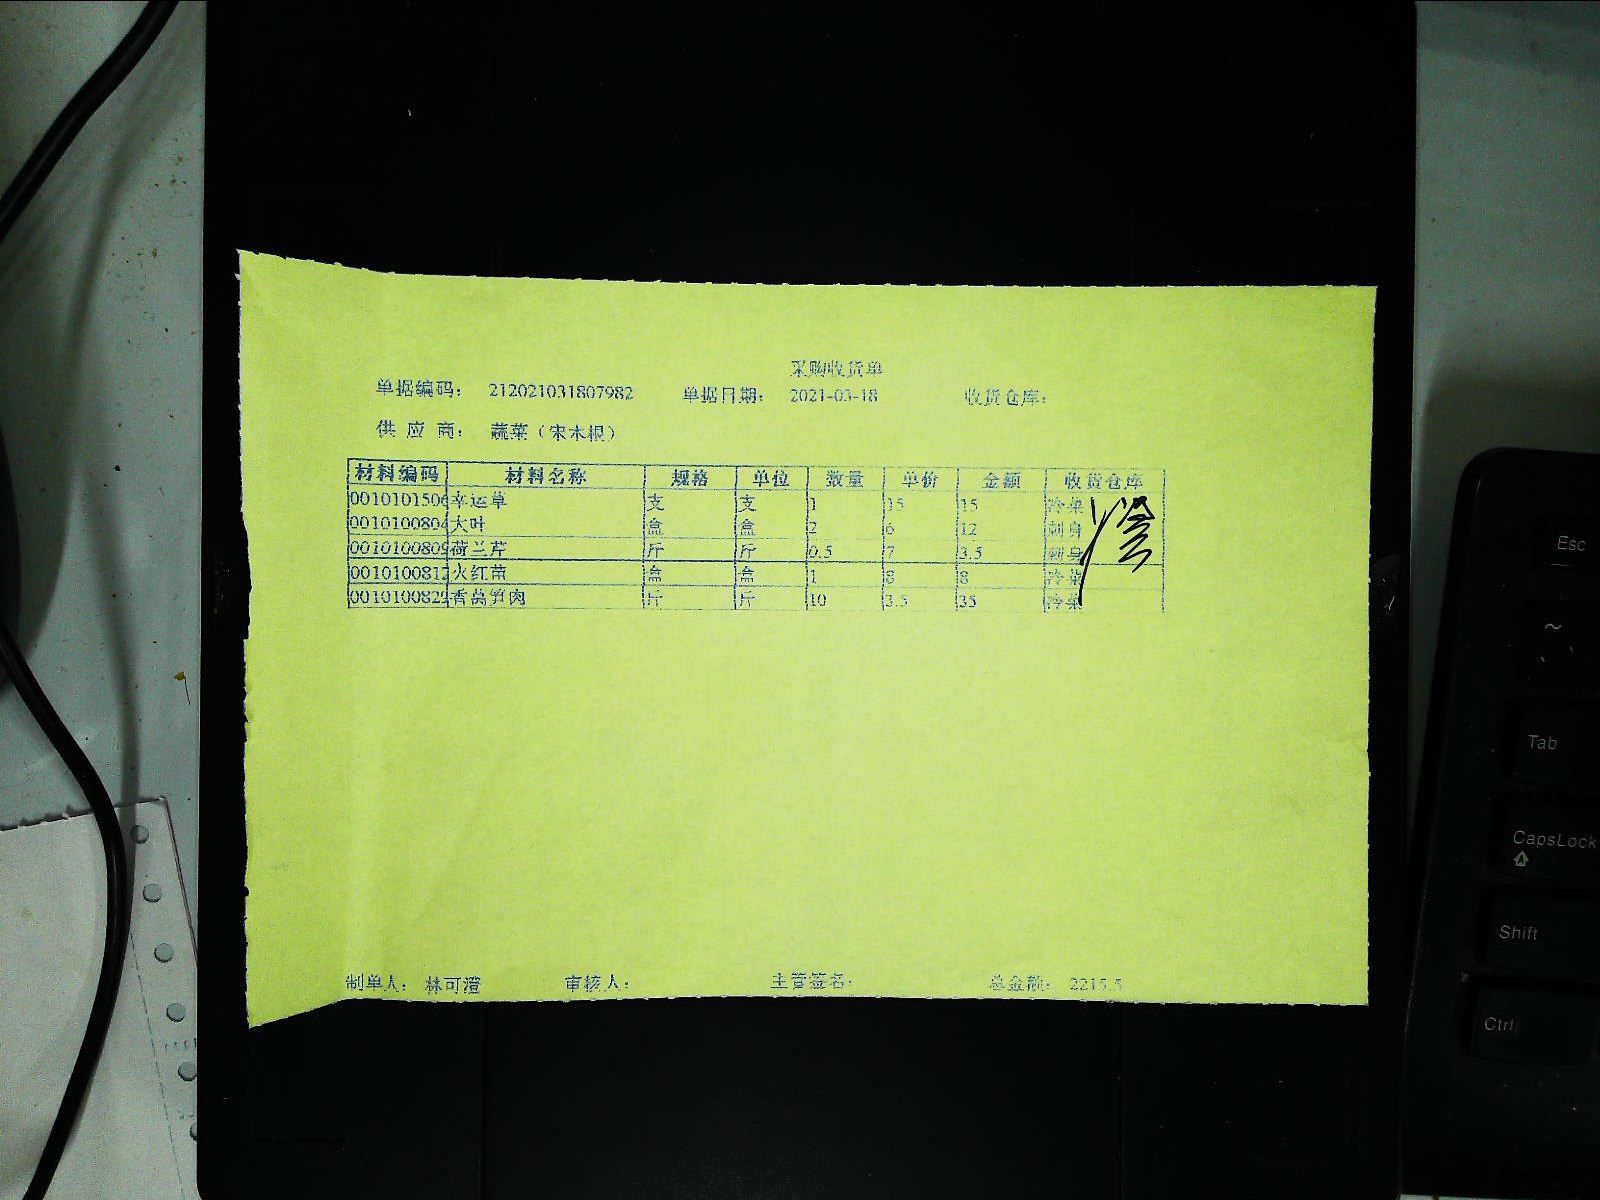 采购收货单
单据编码： 212021031807982 单据日期： 2021-03-18 收货仓库：
供 应 商： 蔬菜（宋木根）
材料编码 材料名称 规格 单位 数量 单价 金额 收货仓库
0010101506 幸运草 支 支 1 15 15 冷菜
0010100804 大叶 盒 盒 2 6 12 刺身
0010100809 荷兰芹 斤 斤 0.5 7 3.5 刺身
0010100812 火红苗 盒 盒 1 8 8 冷菜
0010100829 香莴笋肉 斤 斤 10 3.5 35 冷菜
制单人： 林可澄 审核人： 主管签名： 总金额： 2215.5
Esc
~
Tab
CapsLock
Shift
Ctrl